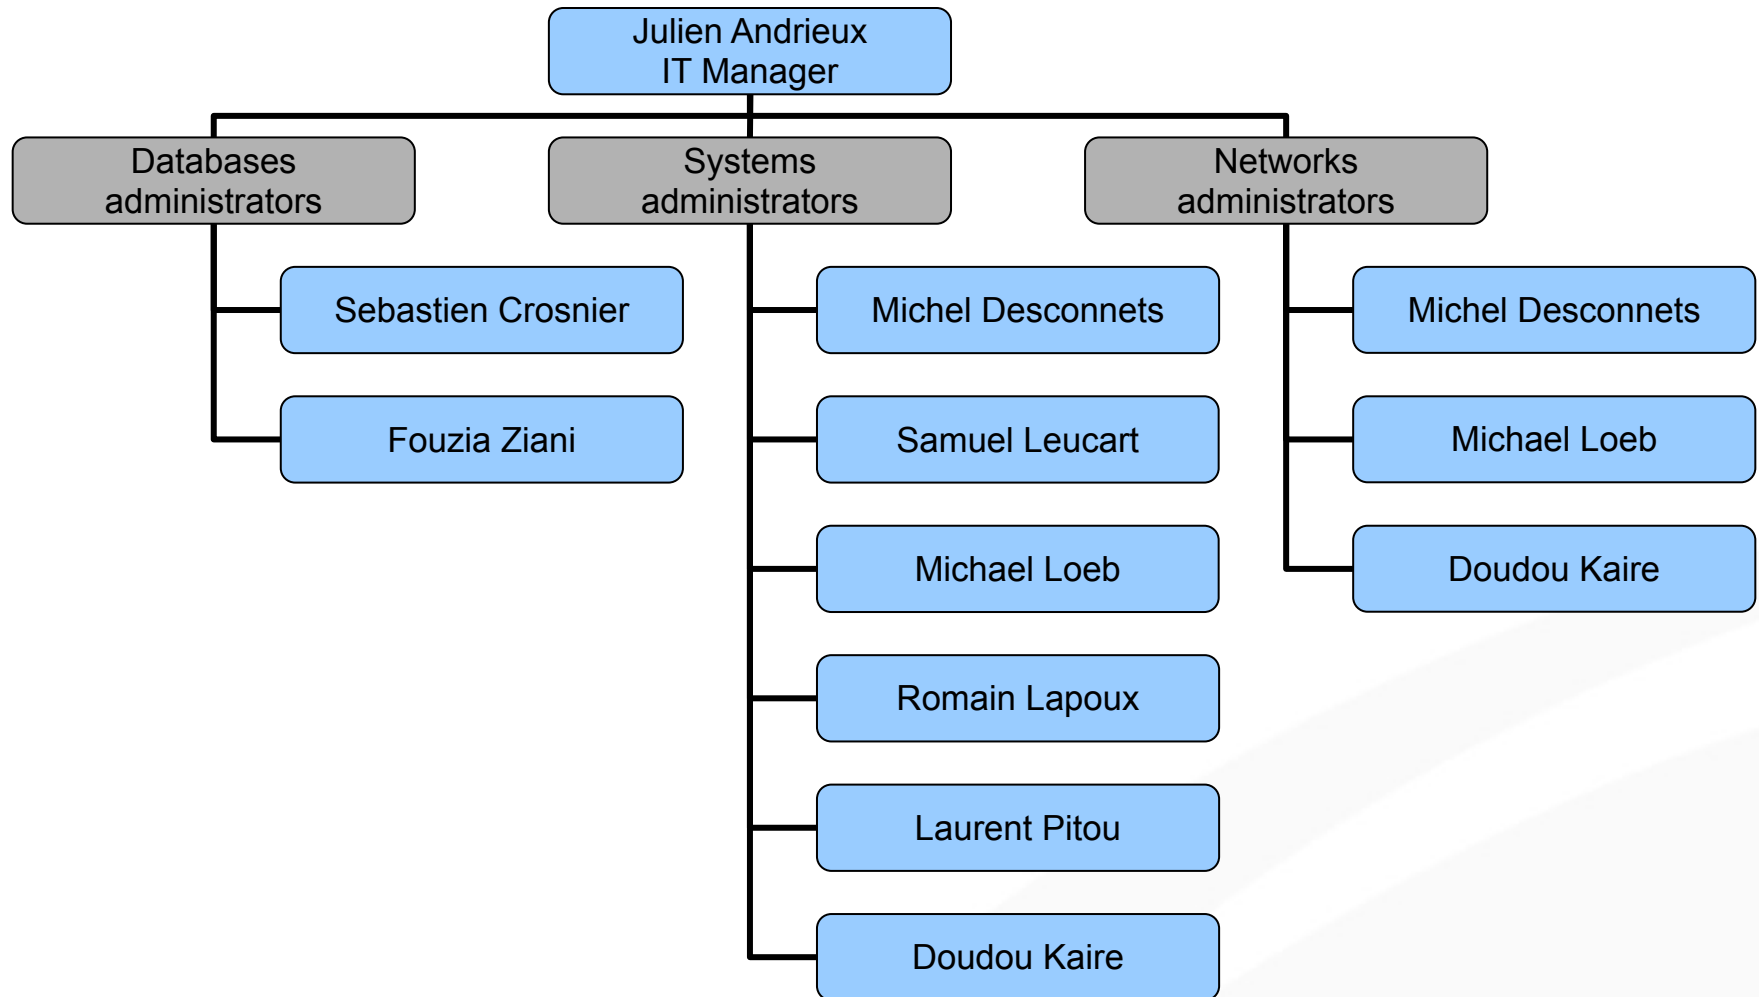 Julien Andrieux
IT Manager
Databases
administrators
Systems
administrators
Networks
administrators
Sebastien Crosnier
Fouzia Ziani
Michel Desconnets
Samuel Leucart
Michael Loeb
Romain Lapoux
Laurent Pitou
Doudou Kaire
Michel Desconnets
Michael Loeb
Doudou Kaire